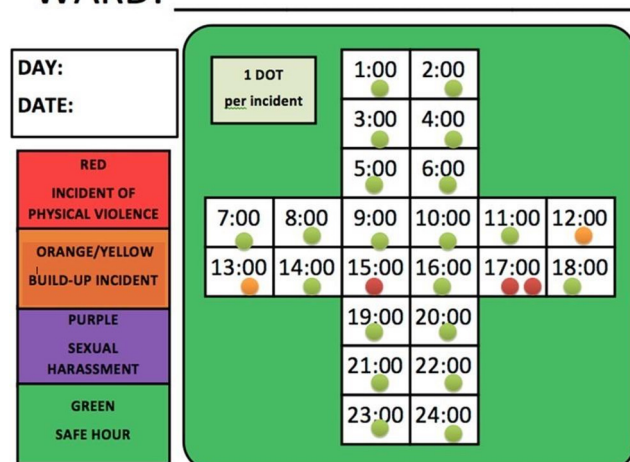 WARD:
DAY:
DATE:
1 DOT
per incident
RED
INCIDENT OF
PHYSICAL VIOLENCE
ORANGE/YELLOW
BUILD-UP INCIDENT
PURPLE
SEXUAL
HARASSMENT
GREEN
SAFE HOUR
1:00 2:00
3:00 4:00
5:00 6:00
7:00 8:00 9:00 10:00 11:00 12:00
13:00 14:00 15:00 16:00 17:00 18:00
19:00 20:00
21:00 22:00
23:00 24:00